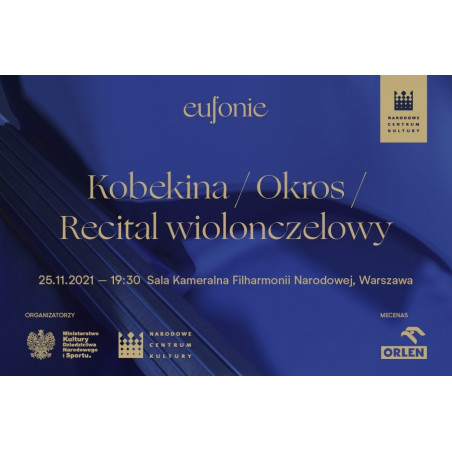 eufonie
NARODOWE
CENTRUM
KULTURY
Kobekina / Okros /
Recital wiolonczelowy
25.11.2021 — 19:30 Sala Kameralna Filharmonii Narodowej, Warszawa
ORGANIZATORZY
MECENAS
Ministerstwo
Kultury
Dziedzictwa
Narodowego
i Sportu.
NARODOWE
CENTRUM
KULTURY
ORLEN